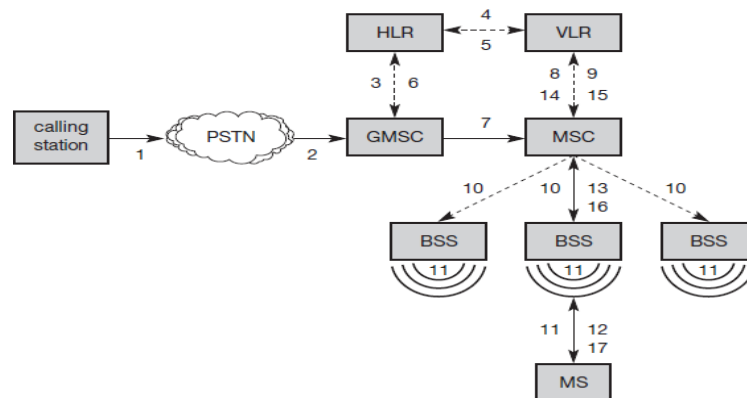 4
HLR VLR
5
3 6 8 9
14 15
calling
station
PSTN GMSC 7 MSC
1 2
10 10 13 10
16
BSS BSS BSS
11 11 11
11 12
17
MS